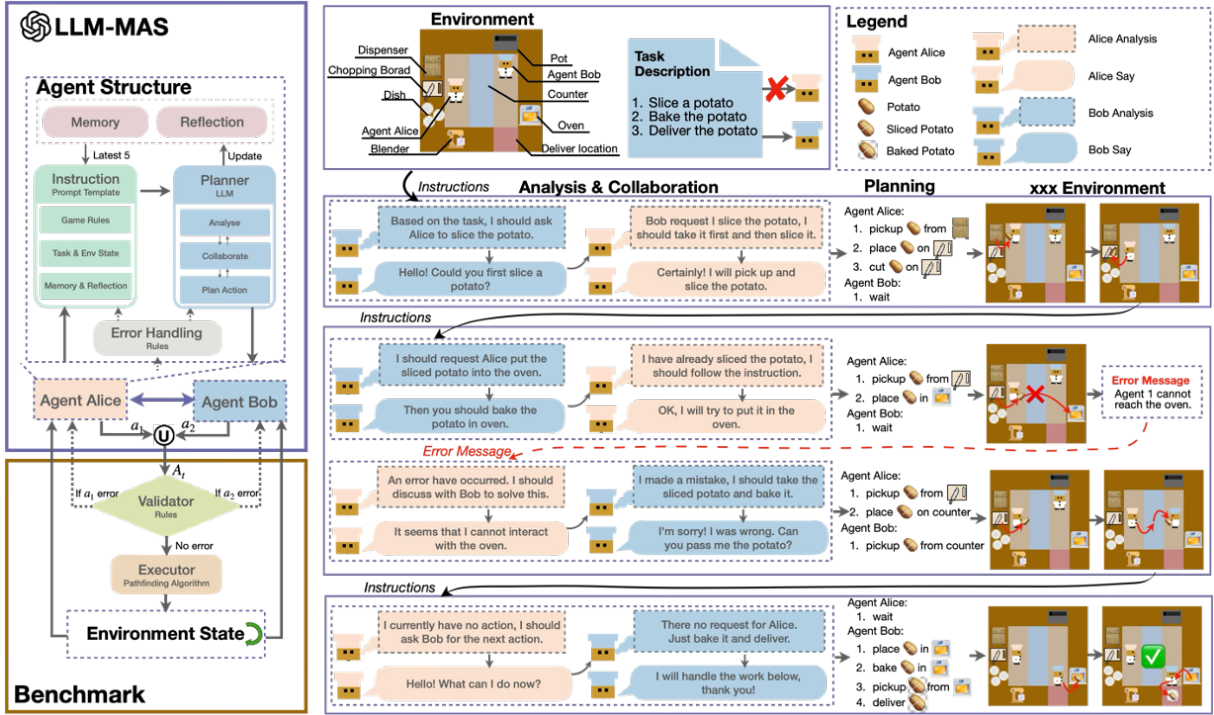 LLM-MAS
Agent Structure
Memory
Reflection
Latest 5
Update
Instruction
Prompt Template
Game Rules
Task & Env State
Memory & Reflection
Planner
LLM
Analyse
Collaborate
Plan Action
Error Handling
Rules
Agent Alice
Agent Bob
a1
a2
U
At
If a1 error
If a2 error
Validator
Rules
No error
Executor
Pathfinding Algorithm
Environment State
Benchmark
Environment
Dispenser
Chopping Borad
Dish
Agent Alice
Blender
Pot
Agent Bob
Counter
Oven
Deliver location
Task
Description
1. Slice a potato
2. Bake the potato
3. Deliver the potato
Legend
Agent Alice
Agent Bob
Potato
Sliced Potato
Baked Potato
Alice Analysis
Alice Say
Bob Analysis
Bob Say
Instructions
Analysis & Collaboration
Planning
xxx Environment
Based on the task, I should ask
Alice to slice the potato.
Hello! Could you first slice a
potato?
Bob request I slice the potato, I
should take it first and then slice it.
Certainly! I will pick up and
slice the potato.
Agent Alice:
1. pickup from
2. place on
3. cut on
Agent Bob:
1. wait
Instructions
I should request Alice put the
sliced potato into the oven.
Then you should bake the
potato in oven.
I have already sliced the potato, I
should follow the instruction.
OK, I will try to put it in the
oven.
Agent Alice:
1. pickup from
2. place in
Agent Bob:
1. wait
Error Message
Agent 1 cannot
reach the oven.
Error Message
An error have occurred. I should
discuss with Bob to solve this.
It seems that I cannot interact
with the oven.
I made a mistake, I should take the
sliced potato and bake it.
I'm sorry! I was wrong. Can
you pass me the potato?
Agent Alice:
1. pickup from
2. place on counter
Agent Bob:
1. pickup from counter
Instructions
I currently have no action, I should
ask Bob for the next action.
Hello! What can I do now?
There no request for Alice.
Just bake it and deliver.
I will handle the work below,
thank you!
Agent Alice:
1. wait
Agent Bob:
1. place in
2. bake in
3. pickup from
4. deliver